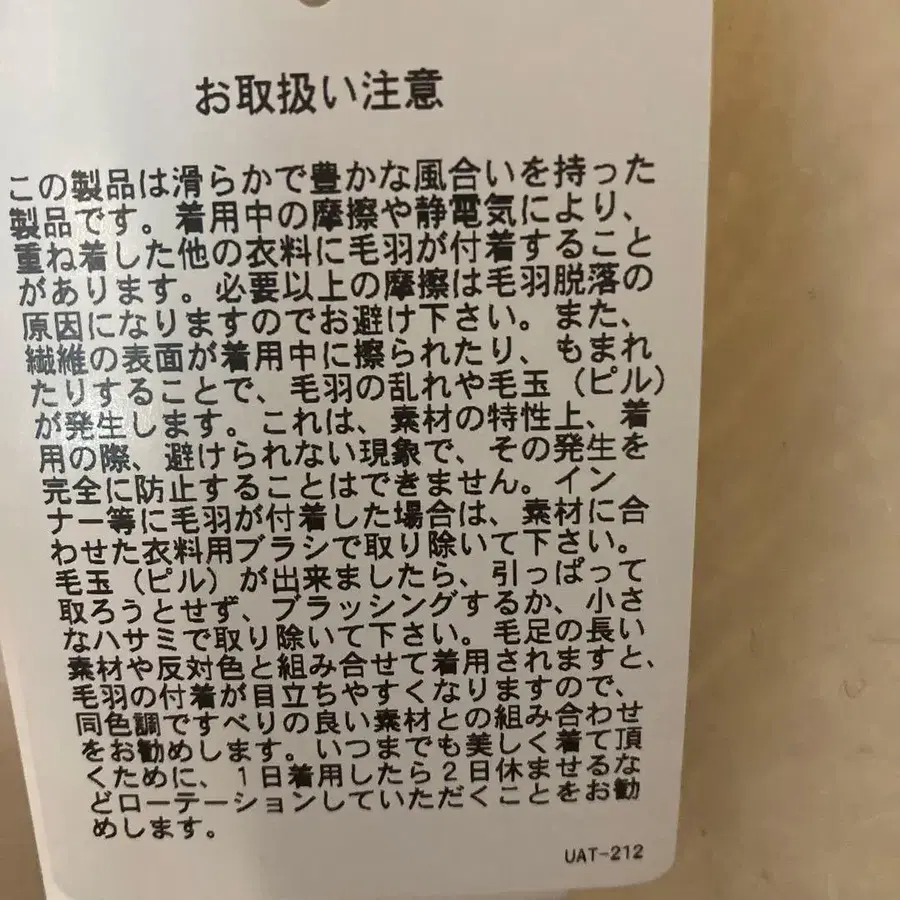 お取扱い注意
この製品は滑らかで豊かな風合いを持った
製品です。着用中の摩擦や静電気により、
重ね着した他の衣料に毛羽が付着すること
があります。必要以上の摩擦は毛羽脱落の
原因になりますのでお避け下さい。また、
繊維の表面が着用中に擦られたり、もまれ
たりすることで、毛羽の乱れや毛玉（ピル）
が発生します。これは、素材の特性上、着
用の際、避けられない現象で、その発生を
完全に防止することはできません。イン
ナー等に毛羽が付着した場合は、素材に合
わせた衣料用ブラシで取り除いて下さい。
毛玉（ピル）が出来ましたら、引っぱって
取ろうとせず、ブラッシングするか、小さ
なハサミで取り除いて下さい。毛足の長い
素材や反対色と組み合せて着用されますと、
毛羽の付着が目立ちやすくなりますので、
同色調ですべりの良い素材との組み合わせ
をお勧めします。いつまでも美しく着て頂
くために、1日着用したら2日休ませるな
どローテーションしていただくことをお勧
めします。
UAT-212